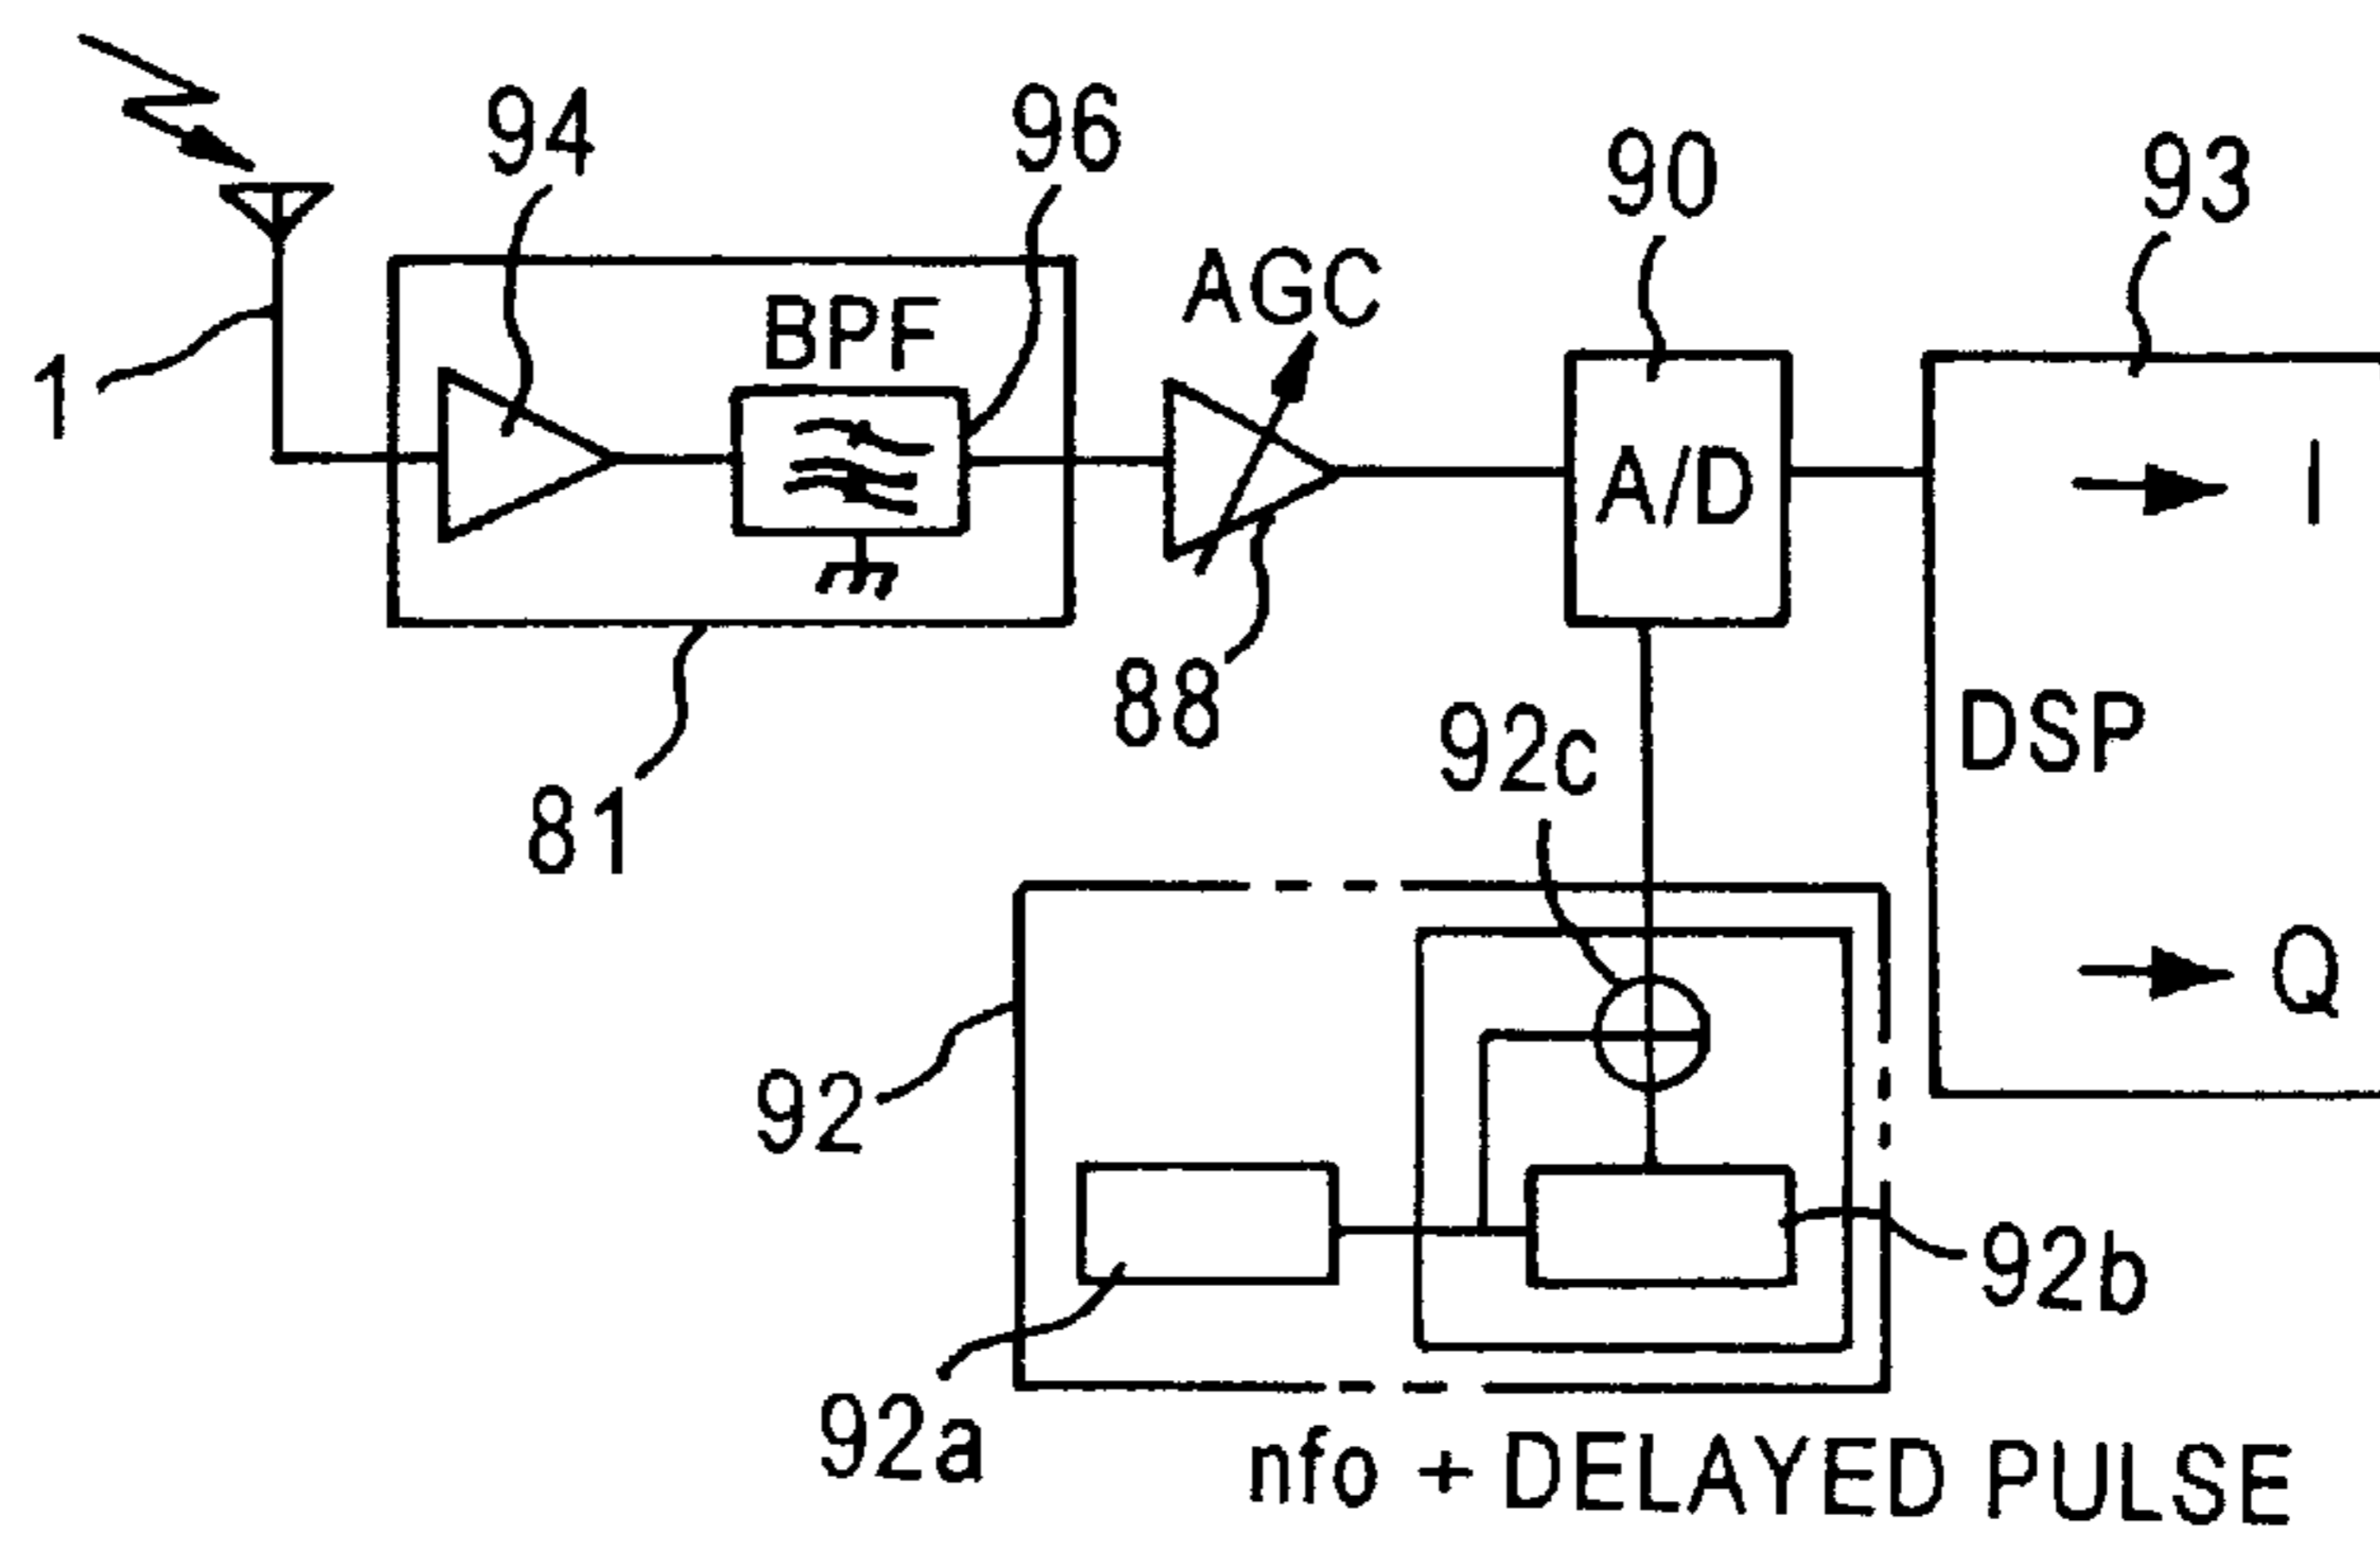 94
96
90
93
AGC
BPF
1
A/D
I
88
92c
DSP
81
Q
92
92b
92a
nfo + DELAYED PULSE